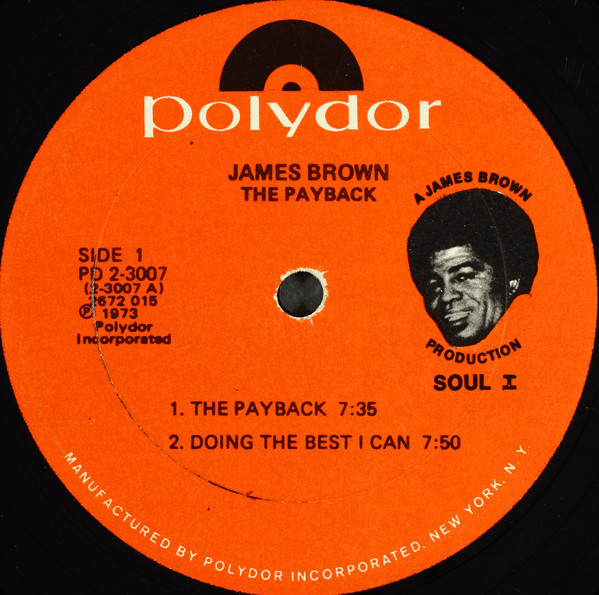 polydor
JAMES BROWN
THE PAYBACK
A JAMES BROWN
PRODUCTION
SOUL I
SIDE 1
PD 2-3007
(2-3007 A)
2672 015
Ⓟ 1973
Polydor
Incorporated
1. THE PAYBACK 7:35
2. DOING THE BEST I CAN 7:50
MANUFACTURED BY POLYDOR INCORPORATED, NEW YORK, N. Y.